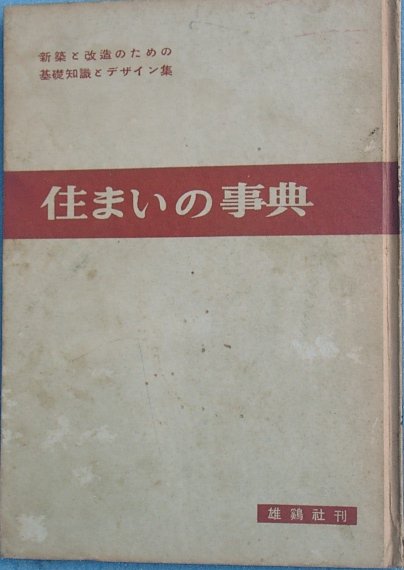 新築と改造のための
基礎知識とデザイン集
住まいの事典
雄鶏社刊